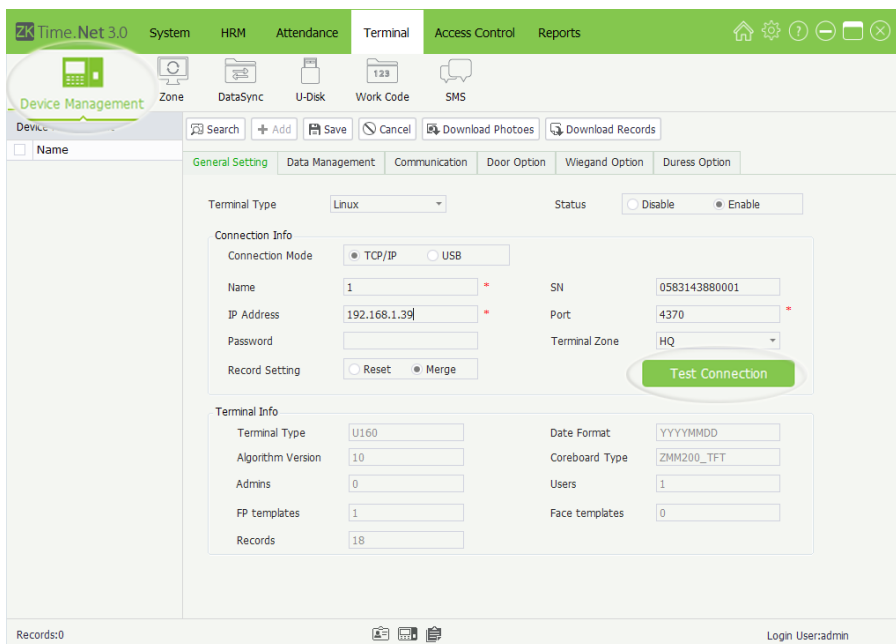 ZKTime.Net 3.0 System HRM Attendance Terminal Access Control Reports
Device Management Zone DataSync U-Disk Work Code SMS
123
Search Add Save Cancel Download Photoes Download Records
Name
General Setting Data Management Communication Door Option Wiegand Option Duress Option
Terminal Type Linux Status Disable Enable
Connection Info
Connection Mode TCP/IP USB
Name 1 * SN 0583143880001
IP Address 192.168.1.39 * Port 4370 *
Password Terminal Zone HQ
Record Setting Reset Merge Test Connection
Terminal Info
Terminal Type U160 Date Format YYYYMMDD
Algorithm Version 10 Coreboard Type ZMM200_TFT
Admins 0 Users 1
FP templates 1 Face templates 0
Records 18
Records:0 Login User:admin